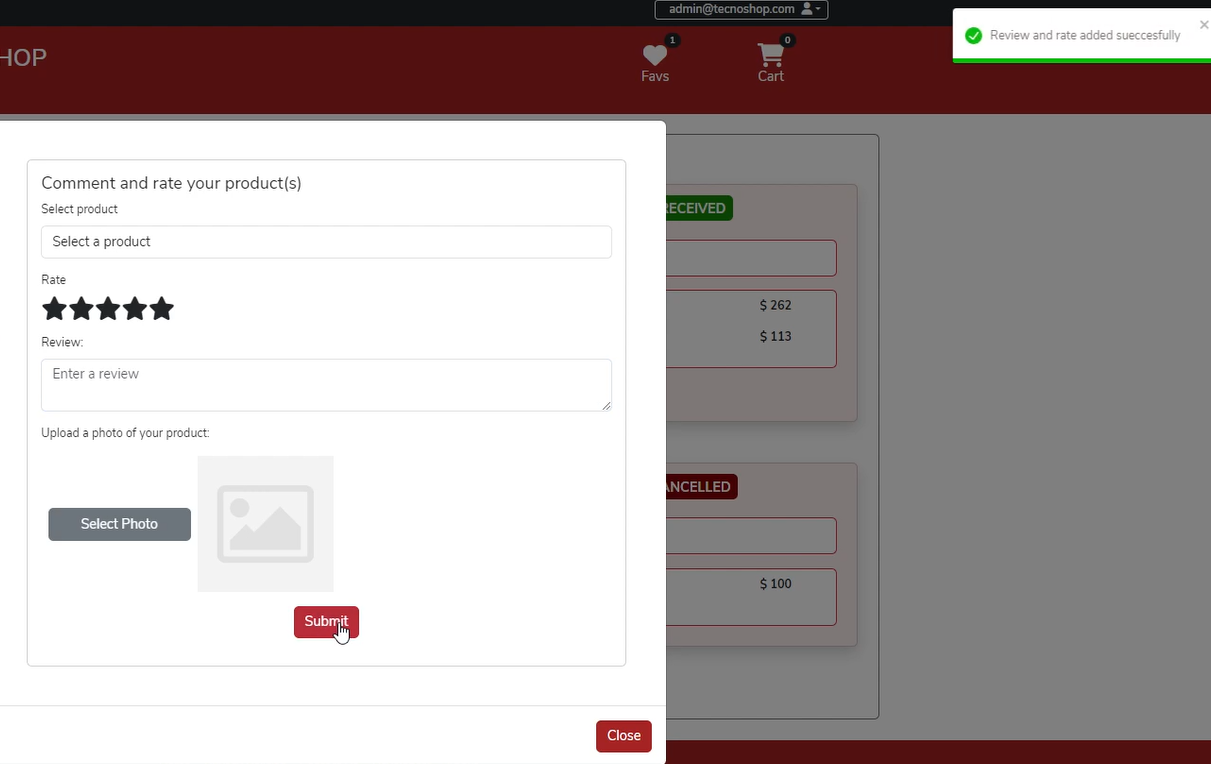 admin@tecnoshop.com
Review and rate added sueccesfully
HOP
1
Favs
0
Cart
Comment and rate your product(s)
Select product
Select a product
Rate
Review:
Enter a review
Upload a photo of your product:
Select Photo
Submit
Close
RECEIVED
$ 262
$ 113
ANCELLED
$ 100